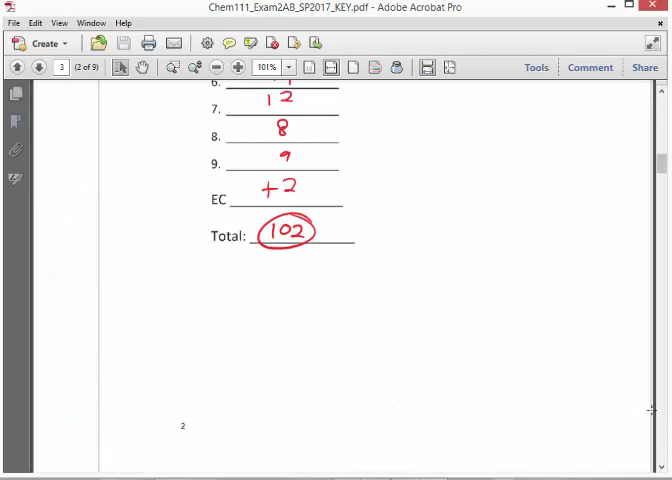 Chem111_Exam2AB_SP2017_KEY.pdf - Adobe Acrobat Pro
File Edit View Window Help
Create
3 (2 of 9) 101% Tools Comment Share
6.
7. 12
8. 8
9. 9
EC +2
Total: 102
2